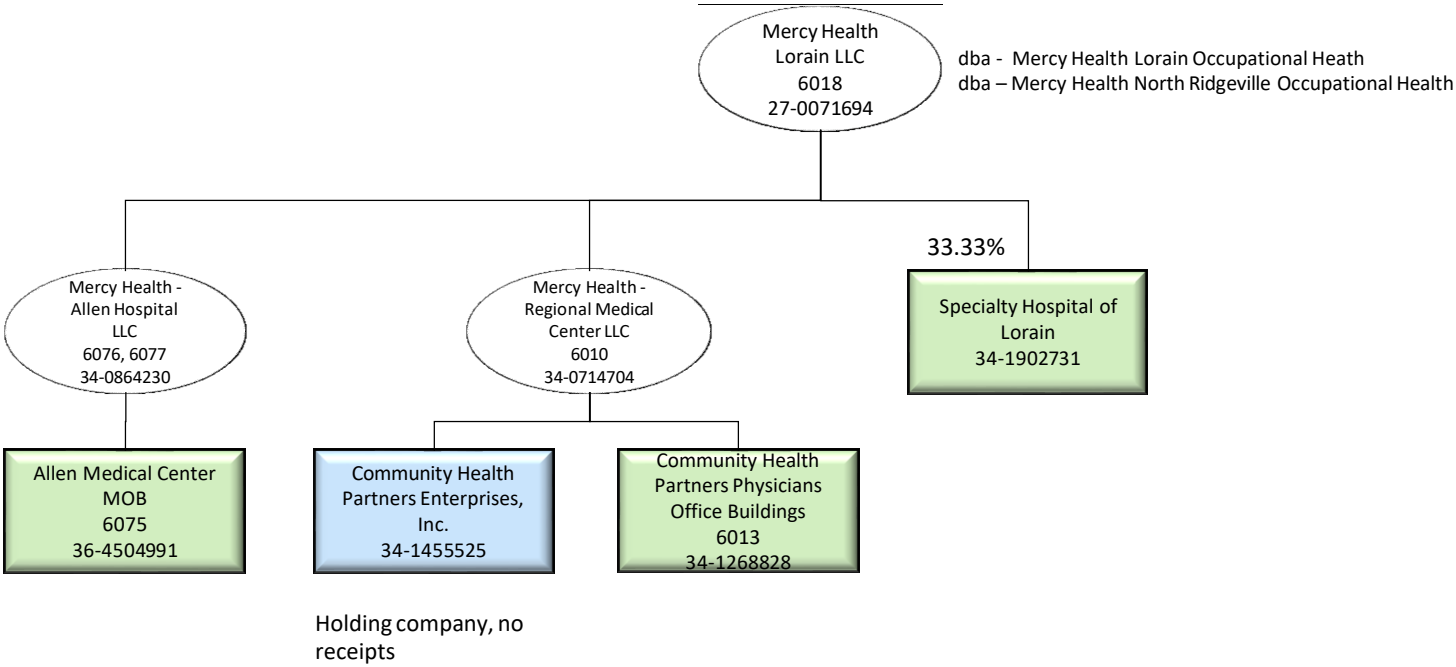 Mercy Health
Lorain LLC
6018
27-0071694
dba - Mercy Health Lorain Occupational Heath
dba – Mercy Health North Ridgeville Occupational Health
33.33%
Mercy Health -
Allen Hospital
LLC
6076, 6077
34-0864230
Mercy Health -
Regional Medical
Center LLC
6010
34-0714704
Specialty Hospital of
Lorain
34-1902731
Allen Medical Center
MOB
6075
36-4504991
Community Health
Partners Enterprises,
Inc.
34-1455525
Community Health
Partners Physicians
Office Buildings
6013
34-1268828
Holding company, no
receipts